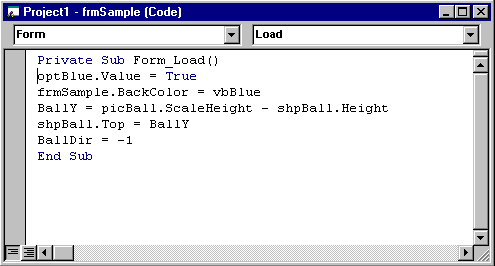 Project1 - frmSample (Code)
Form Load
Private Sub Form_Load()
optBlue.Value = True
frmSample.BackColor = vbBlue
BallY = picBall.ScaleHeight - shpBall.Height
shpBall.Top = BallY
BallDir = -1
End Sub